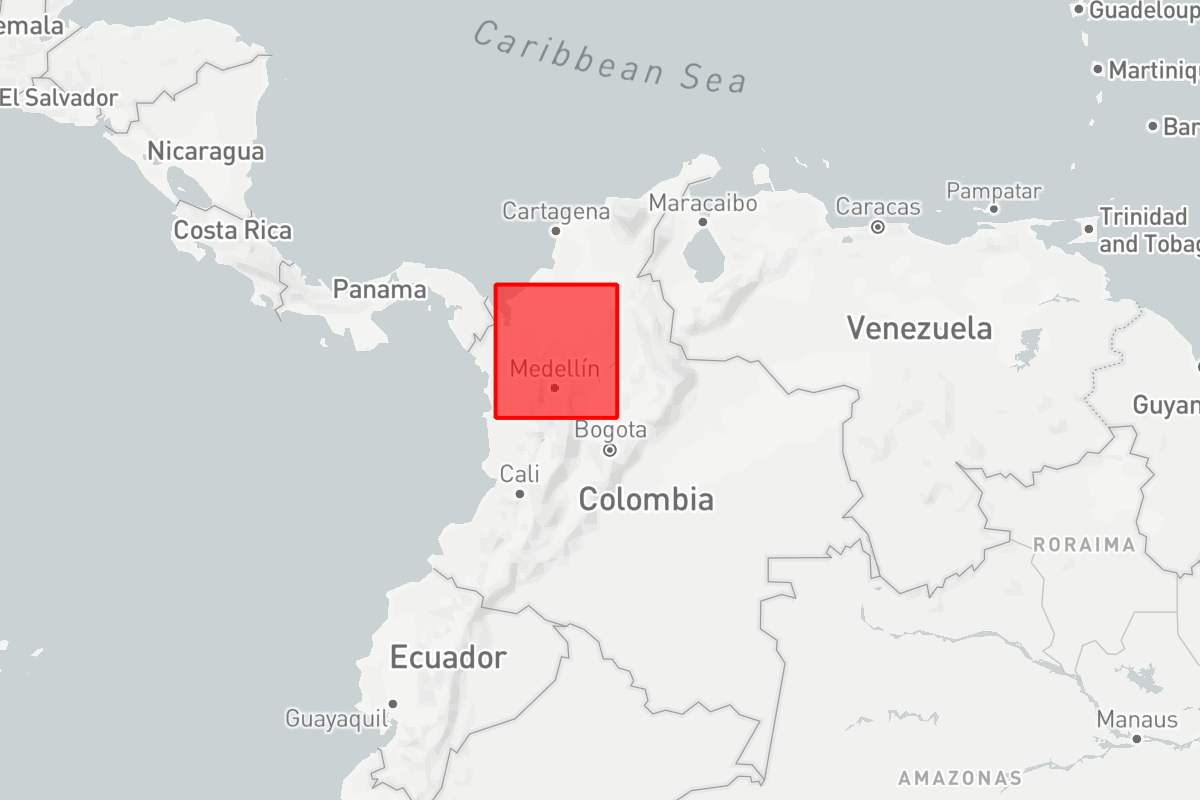 emala
Guadeloup
Caribbean Sea
Martiniq
El Salvador
Bar
Nicaragua
Pampatar
Maracaibo
Caracas
Cartagena
Trinidad
and Tobag
Costa Rica
Panama
Venezuela
Medellín
Guyan
Bogota
Cali
Colombia
RORAIMA
Ecuador
Guayaquil
Manaus
AMAZONAS